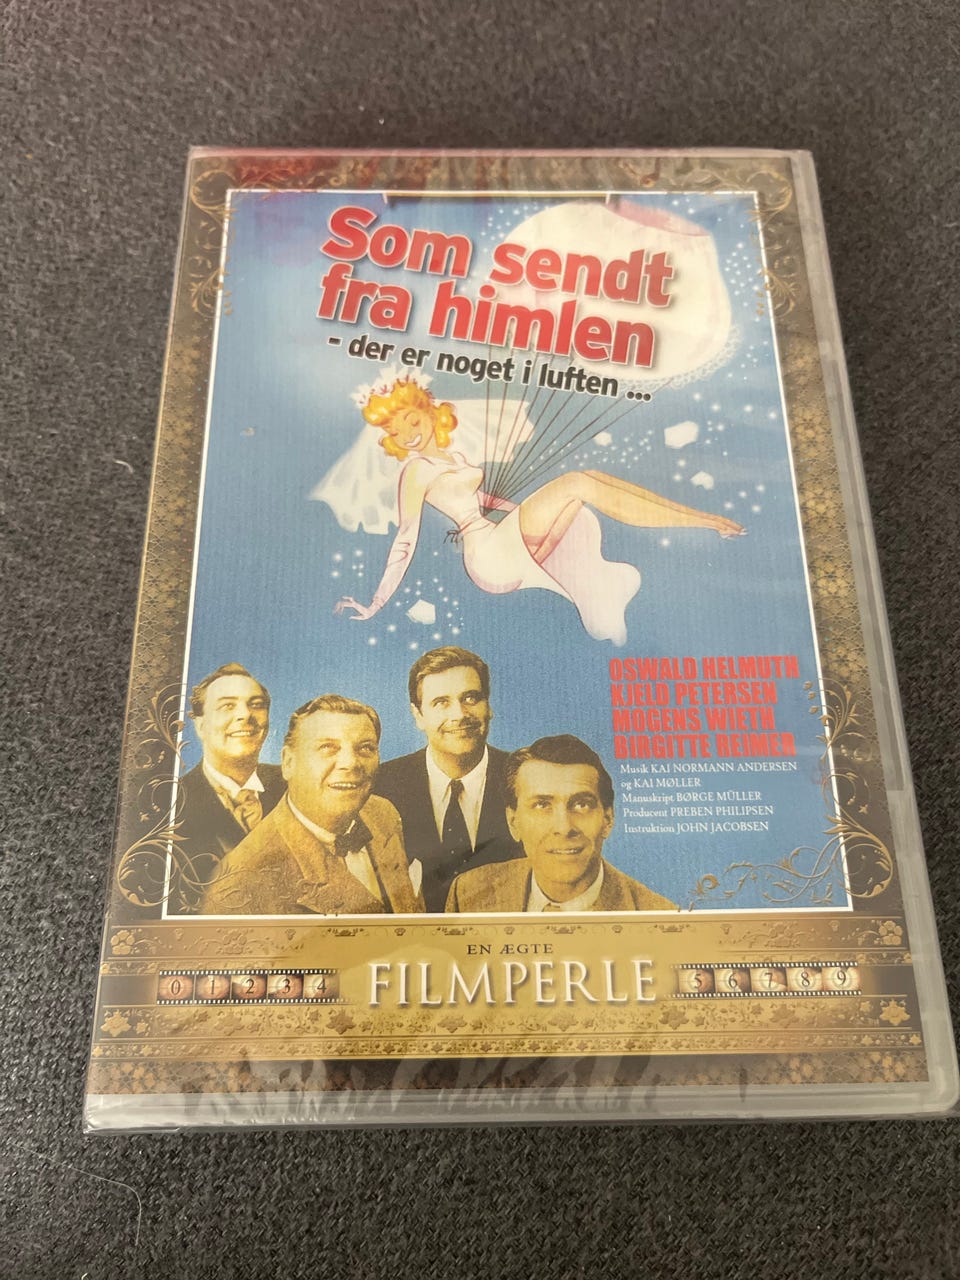 Som sendt
fra himlen
- der er noget i luften ...
OSWALD HELMUTH
KJELD PETERSEN
MOGENS WIETH
BIRGITTE REIMER
Musik KAI NORMANN ANDERSEN
og KAI MØLLER
Manuskript BØRGE MÜLLER
Producent PREBEN PHILIPSEN
Instruktion JOHN JACOBSEN
EN ÆGTE
0 1 2 3 4 FILMPERLE 5 6 7 8 9